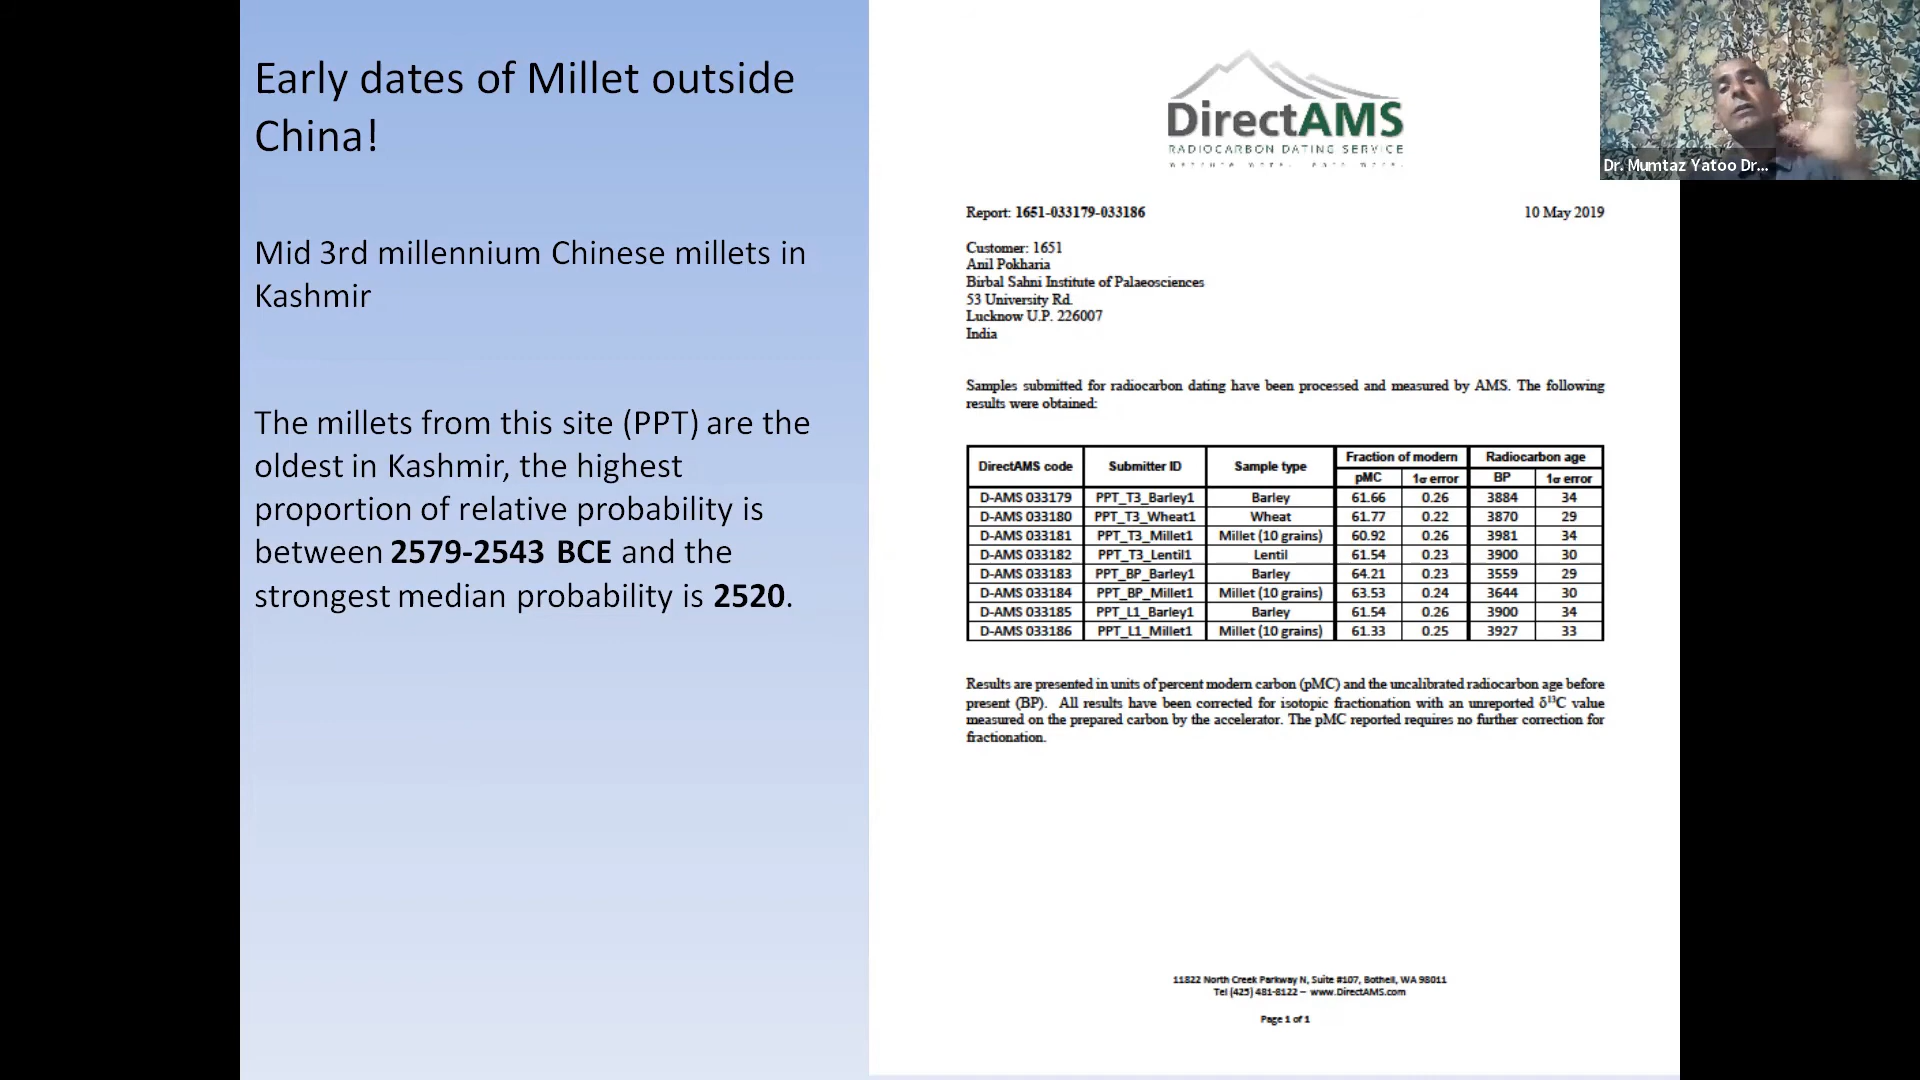 Early dates of Millet outside
China!
Mid 3rd millennium Chinese millets in
Kashmir
The millets from this site (PPT) are the
oldest in Kashmir, the highest
proportion of relative probability is
between 2579-2543 BCE and the
strongest median probability is 2520.
DirectAMS
RADIOCARBON DATING SERVICE
Report: 1651-033179-033186 10 May 2019
Customer: 1651
Anil Pokharia
Birbal Sahni Institute of Palaeosciences
53 University Rd.
Lucknow U.P. 226007
India
Samples submitted for radiocarbon dating have been processed and measured by AMS. The following
results were obtained:
DirectAMS code Submitter ID Sample type Fraction of modern Radiocarbon age
pMC 1σ error BP 1σ error
D-AMS 033179 PPT_T3_Barley1 Barley 61.66 0.26 3884 34
D-AMS 033180 PPT_T3_Wheat1 Wheat 61.77 0.22 3870 29
D-AMS 033181 PPT_T3_Millet1 Millet (10 grains) 60.92 0.26 3981 34
D-AMS 033182 PPT_T3_Lentil1 Lentil 61.54 0.23 3900 30
D-AMS 033183 PPT_BP_Barley1 Barley 64.21 0.23 3559 29
D-AMS 033184 PPT_BP_Millet1 Millet (10 grains) 63.53 0.24 3644 30
D-AMS 033185 PPT_L1_Barley1 Barley 61.54 0.26 3900 34
D-AMS 033186 PPT_L1_Millet1 Millet (10 grains) 61.33 0.25 3927 33
Results are presented in units of percent modern carbon (pMC) and the uncalibrated radiocarbon age before
present (BP). All results have been corrected for isotopic fractionation with an unreported δ¹³C value
measured on the prepared carbon by the accelerator. The pMC reported requires no further correction for
fractionation.
11822 North Creek Parkway N, Suite #107, Bothell, WA 98011
Tel (425) 481-8122 – www.DirectAMS.com
Page 1 of 1
Dr. Mumtaz Yatoo Dr...